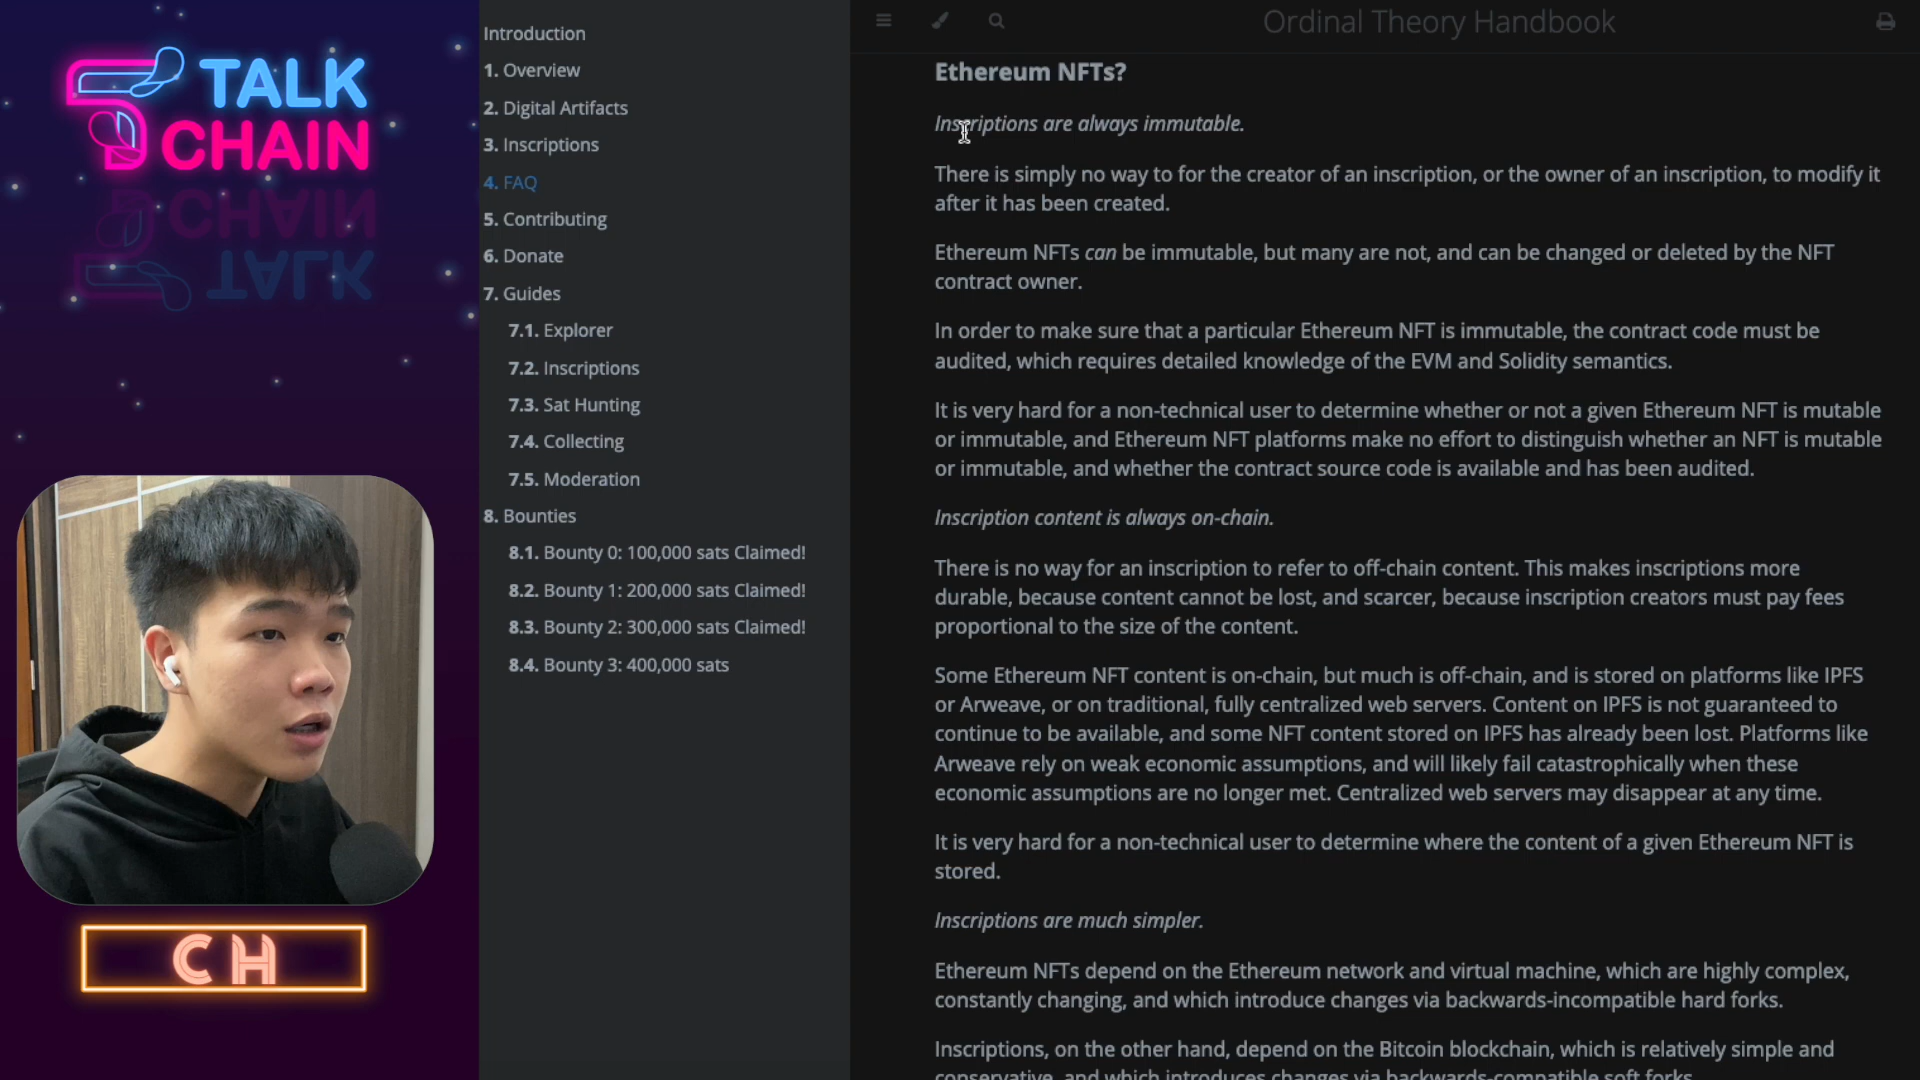 TALK
CHAIN
CH
Introduction
1. Overview
2. Digital Artifacts
3. Inscriptions
4. FAQ
5. Contributing
6. Donate
7. Guides
7.1. Explorer
7.2. Inscriptions
7.3. Sat Hunting
7.4. Collecting
7.5. Moderation
8. Bounties
8.1. Bounty 0: 100,000 sats Claimed!
8.2. Bounty 1: 200,000 sats Claimed!
8.3. Bounty 2: 300,000 sats Claimed!
8.4. Bounty 3: 400,000 sats
Ordinal Theory Handbook
Ethereum NFTs?
Inscriptions are always immutable.
There is simply no way to for the creator of an inscription, or the owner of an inscription, to modify it
after it has been created.
Ethereum NFTs can be immutable, but many are not, and can be changed or deleted by the NFT
contract owner.
In order to make sure that a particular Ethereum NFT is immutable, the contract code must be
audited, which requires detailed knowledge of the EVM and Solidity semantics.
It is very hard for a non-technical user to determine whether or not a given Ethereum NFT is mutable
or immutable, and Ethereum NFT platforms make no effort to distinguish whether an NFT is mutable
or immutable, and whether the contract source code is available and has been audited.
Inscription content is always on-chain.
There is no way for an inscription to refer to off-chain content. This makes inscriptions more
durable, because content cannot be lost, and scarcer, because inscription creators must pay fees
proportional to the size of the content.
Some Ethereum NFT content is on-chain, but much is off-chain, and is stored on platforms like IPFS
or Arweave, or on traditional, fully centralized web servers. Content on IPFS is not guaranteed to
continue to be available, and some NFT content stored on IPFS has already been lost. Platforms like
Arweave rely on weak economic assumptions, and will likely fail catastrophically when these
economic assumptions are no longer met. Centralized web servers may disappear at any time.
It is very hard for a non-technical user to determine where the content of a given Ethereum NFT is
stored.
Inscriptions are much simpler.
Ethereum NFTs depend on the Ethereum network and virtual machine, which are highly complex,
constantly changing, and which introduce changes via backwards-incompatible hard forks.
Inscriptions, on the other hand, depend on the Bitcoin blockchain, which is relatively simple and
conservative, and which introduces changes via backwards-compatible soft forks.